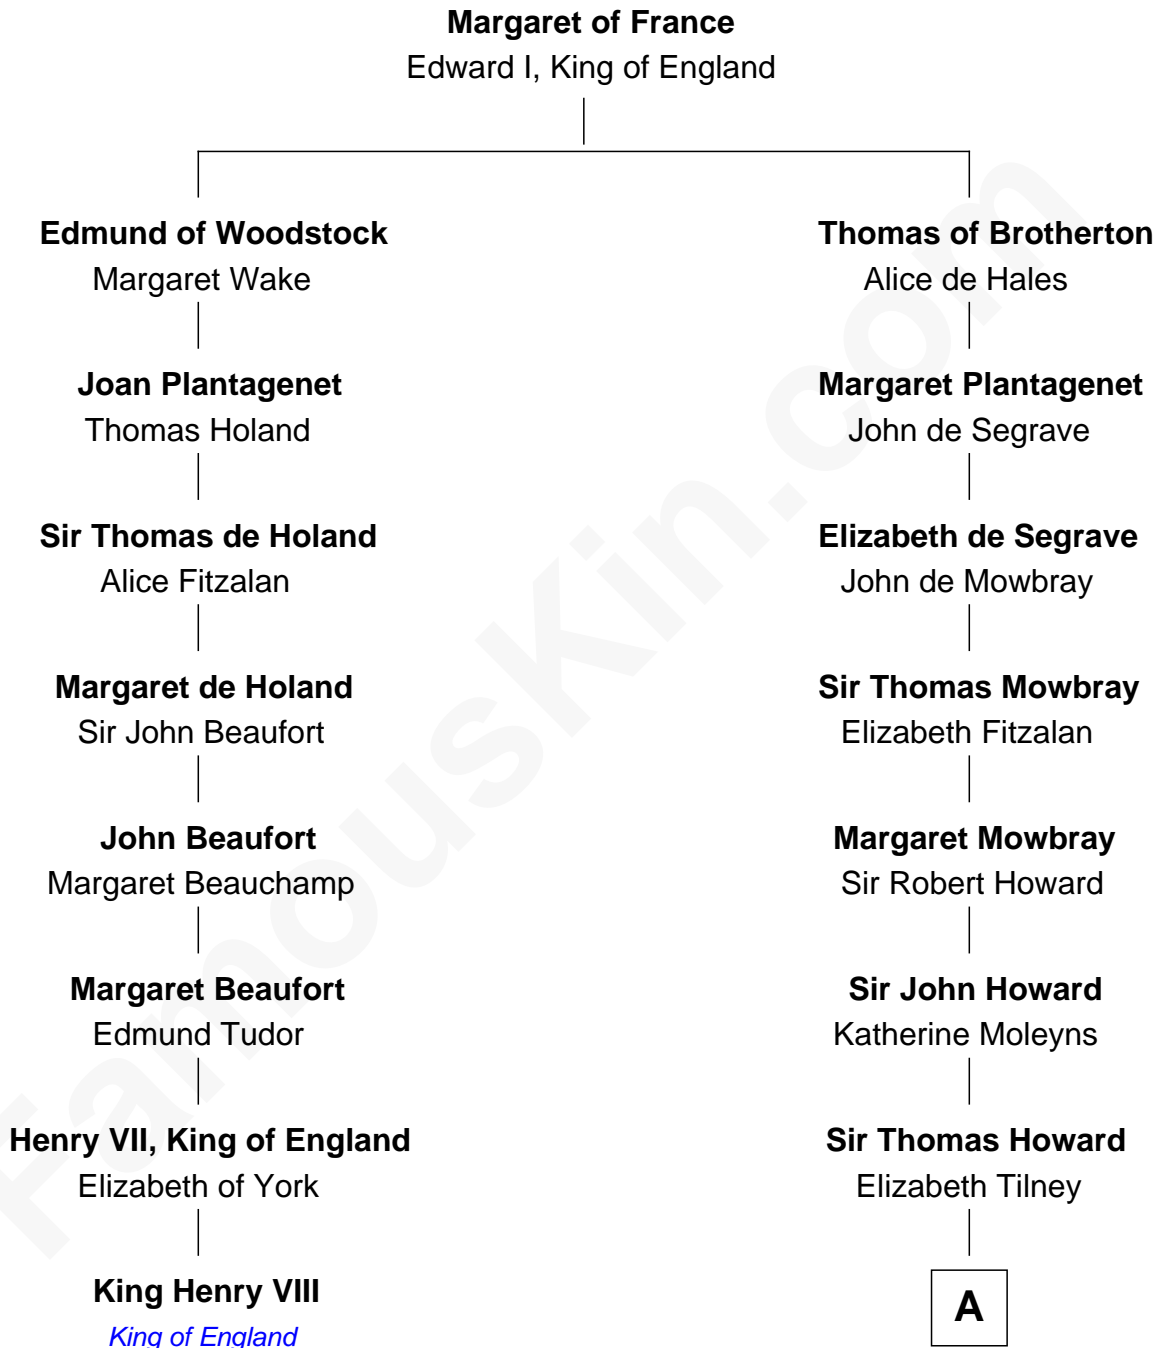 Margaret of France
Edward I, King of England
Edmund of Woodstock
Margaret Wake
Thomas of Brotherton
Alice de Hales
Joan Plantagenet
Thomas Holand
Margaret Plantagenet
John de Segrave
Sir Thomas de Holand
Alice Fitzalan
Elizabeth de Segrave
John de Mowbray
Margaret de Holand
Sir John Beaufort
Sir Thomas Mowbray
Elizabeth Fitzalan
John Beaufort
Margaret Beauchamp
Margaret Mowbray
Sir Robert Howard
Margaret Beaufort
Edmund Tudor
Sir John Howard
Katherine Moleyns
Henry VII, King of England
Elizabeth of York
Sir Thomas Howard
Elizabeth Tilney
King Henry VIII
King of England
A
FamousKin.com